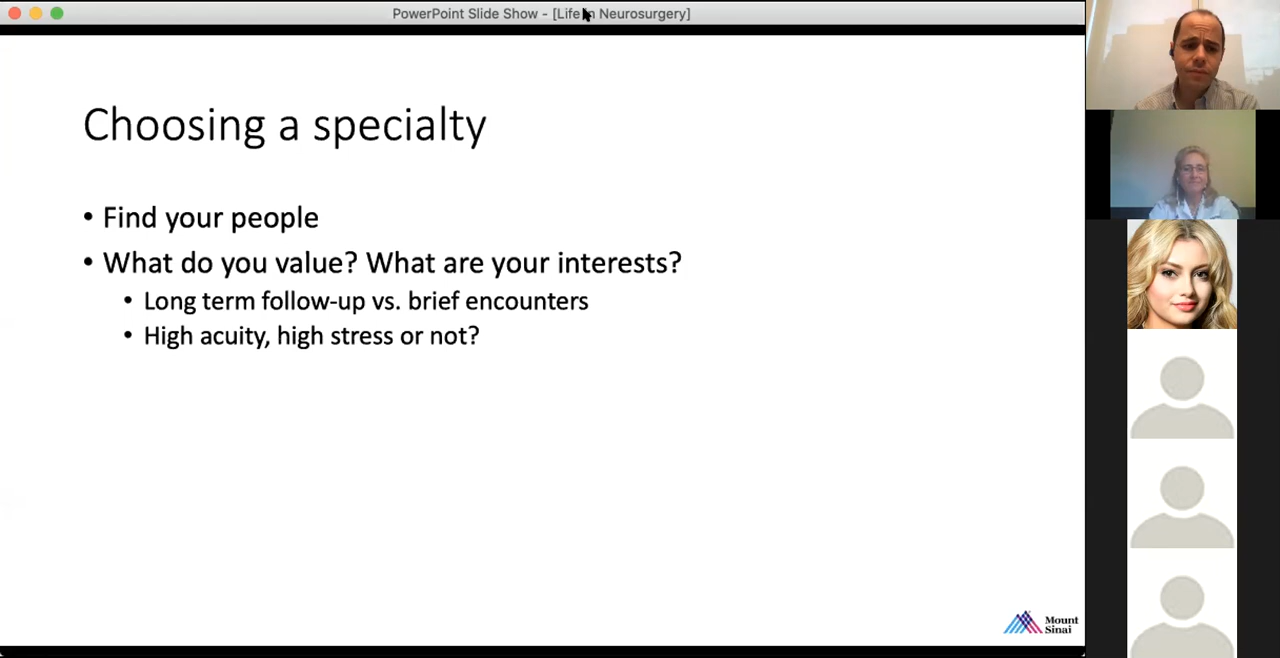 PowerPoint Slide Show - [Life in Neurosurgery]
Choosing a specialty
• Find your people
• What do you value? What are your interests?
• Long term follow-up vs. brief encounters
• High acuity, high stress or not?
Mount
Sinai